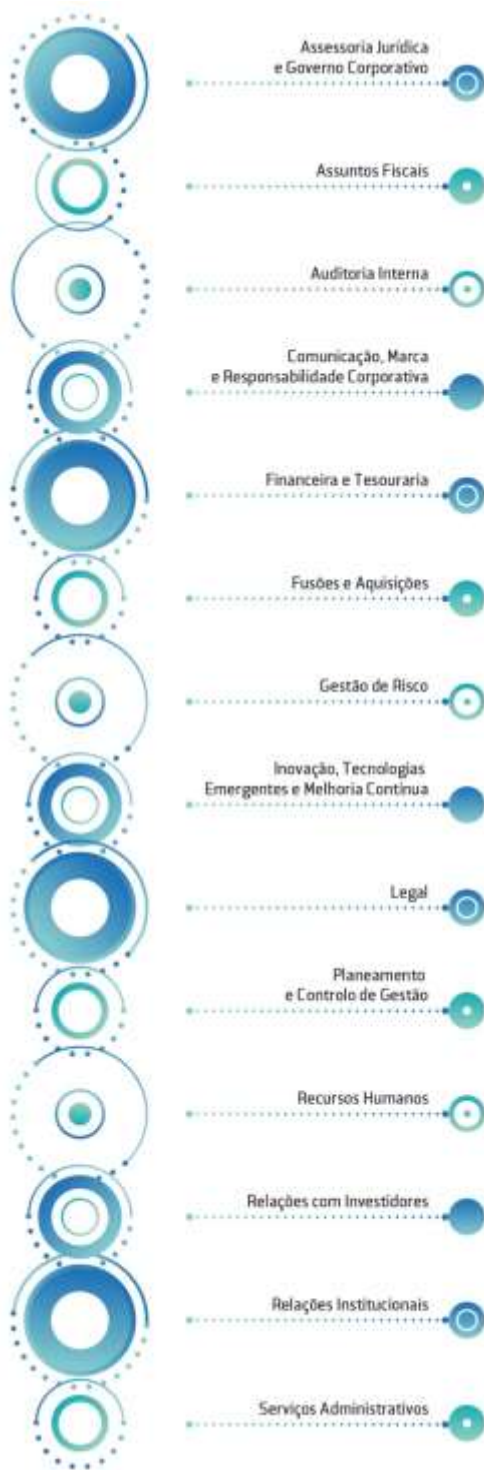 Assessoria Jurídica
e Governo Corporativo
Assuntos Fiscais
Auditoria Interna
Comunicação, Marca
e Responsabilidade Corporativa
Financeira e Tesouraria
Fusões e Aquisições
Gestão de Risco
Inovação, Tecnologias
Emergentes e Melhoria Contínua
Legal
Planeamento
e Controlo de Gestão
Recursos Humanos
Relações com Investidores
Relações Institucionais
Serviços Administrativos